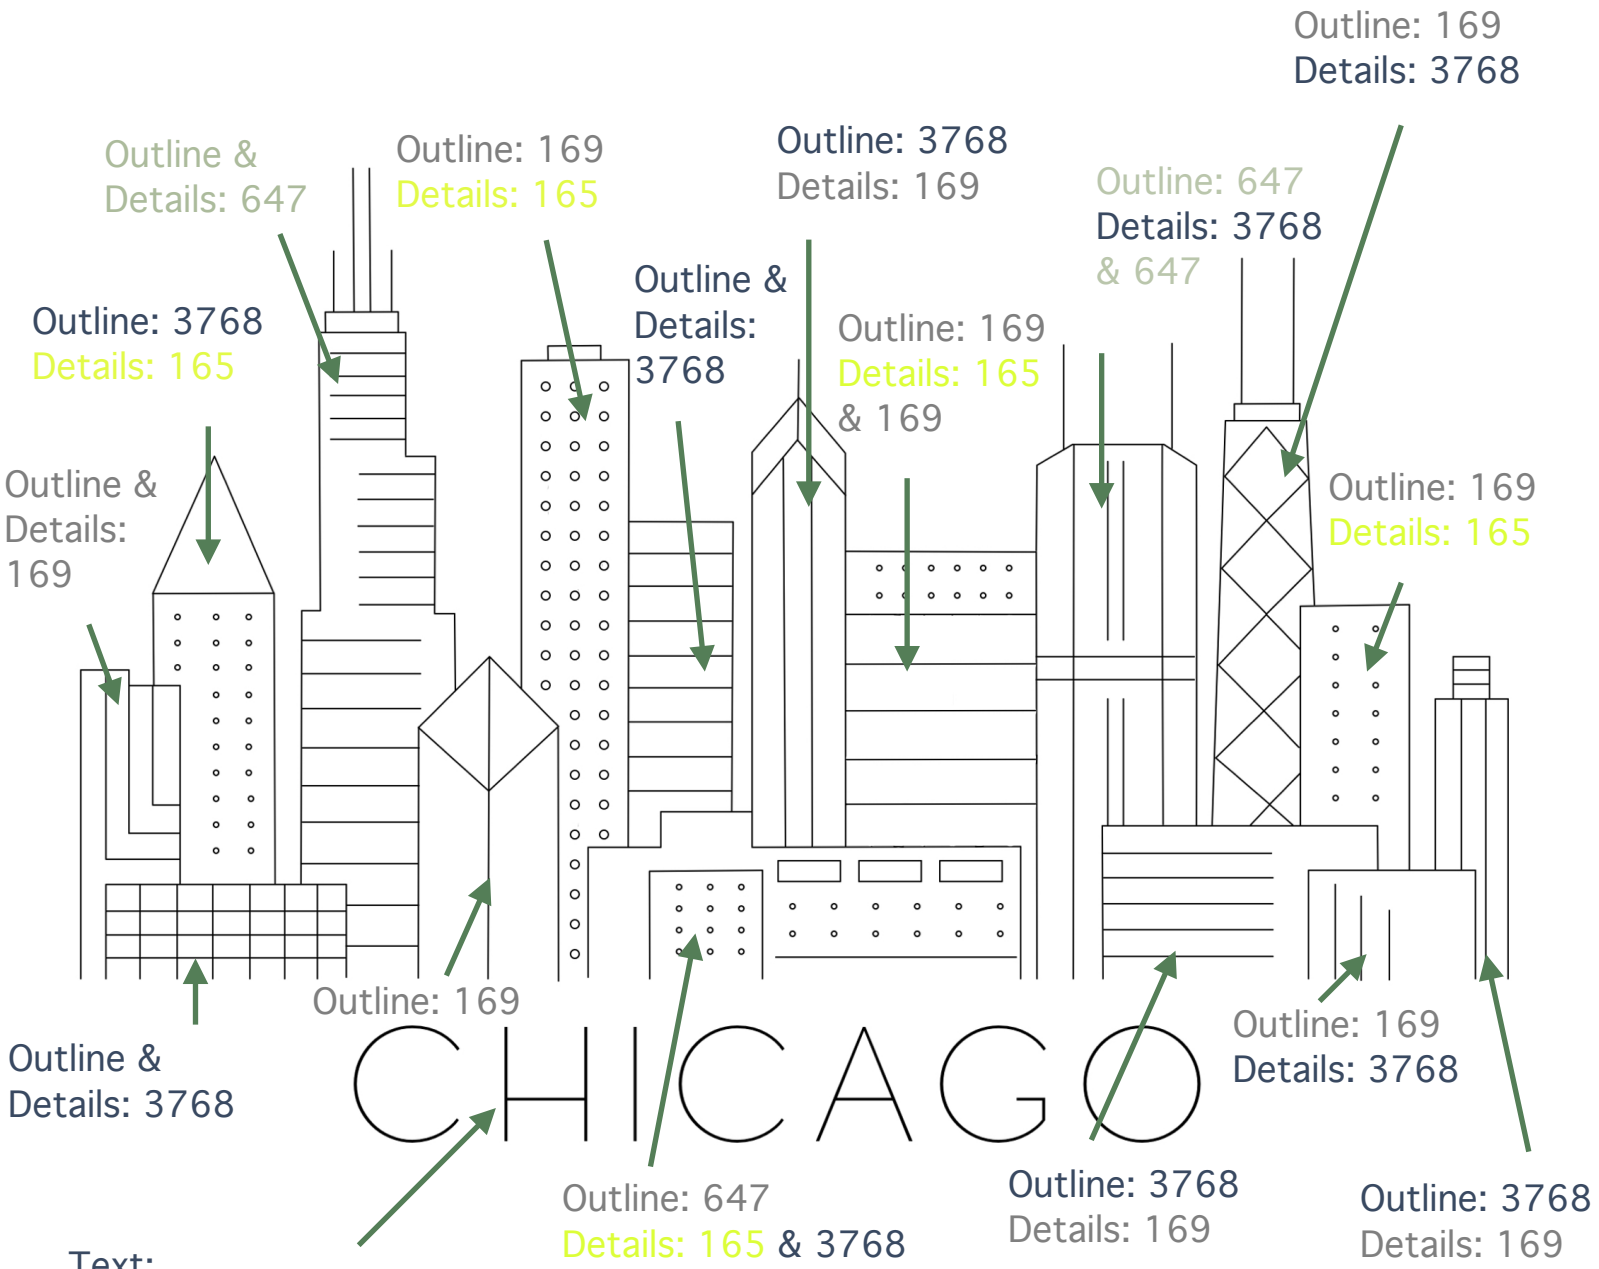 Outline: 169
Details: 3768
Outline &
Details: 647
Outline: 169
Details: 165
Outline: 3768
Details: 169
Outline: 647
Details: 3768
& 647
Outline: 3768
Details: 165
Outline &
Details:
3768
Outline: 169
Details: 165
& 169
Outline &
Details:
169
Outline: 169
Details: 165
Outline: 169
Outline &
Details: 3768
CHICAGO
Outline: 169
Details: 3768
Outline: 647
Details: 165 & 3768
Outline: 3768
Details: 169
Outline: 3768
Details: 169
Text: